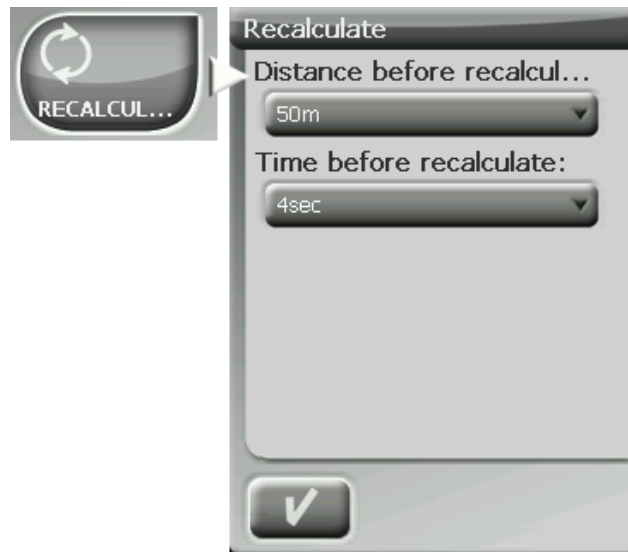 RECALCUL...
Recalculate
Distance before recalcul...
50m
Time before recalculate:
4sec